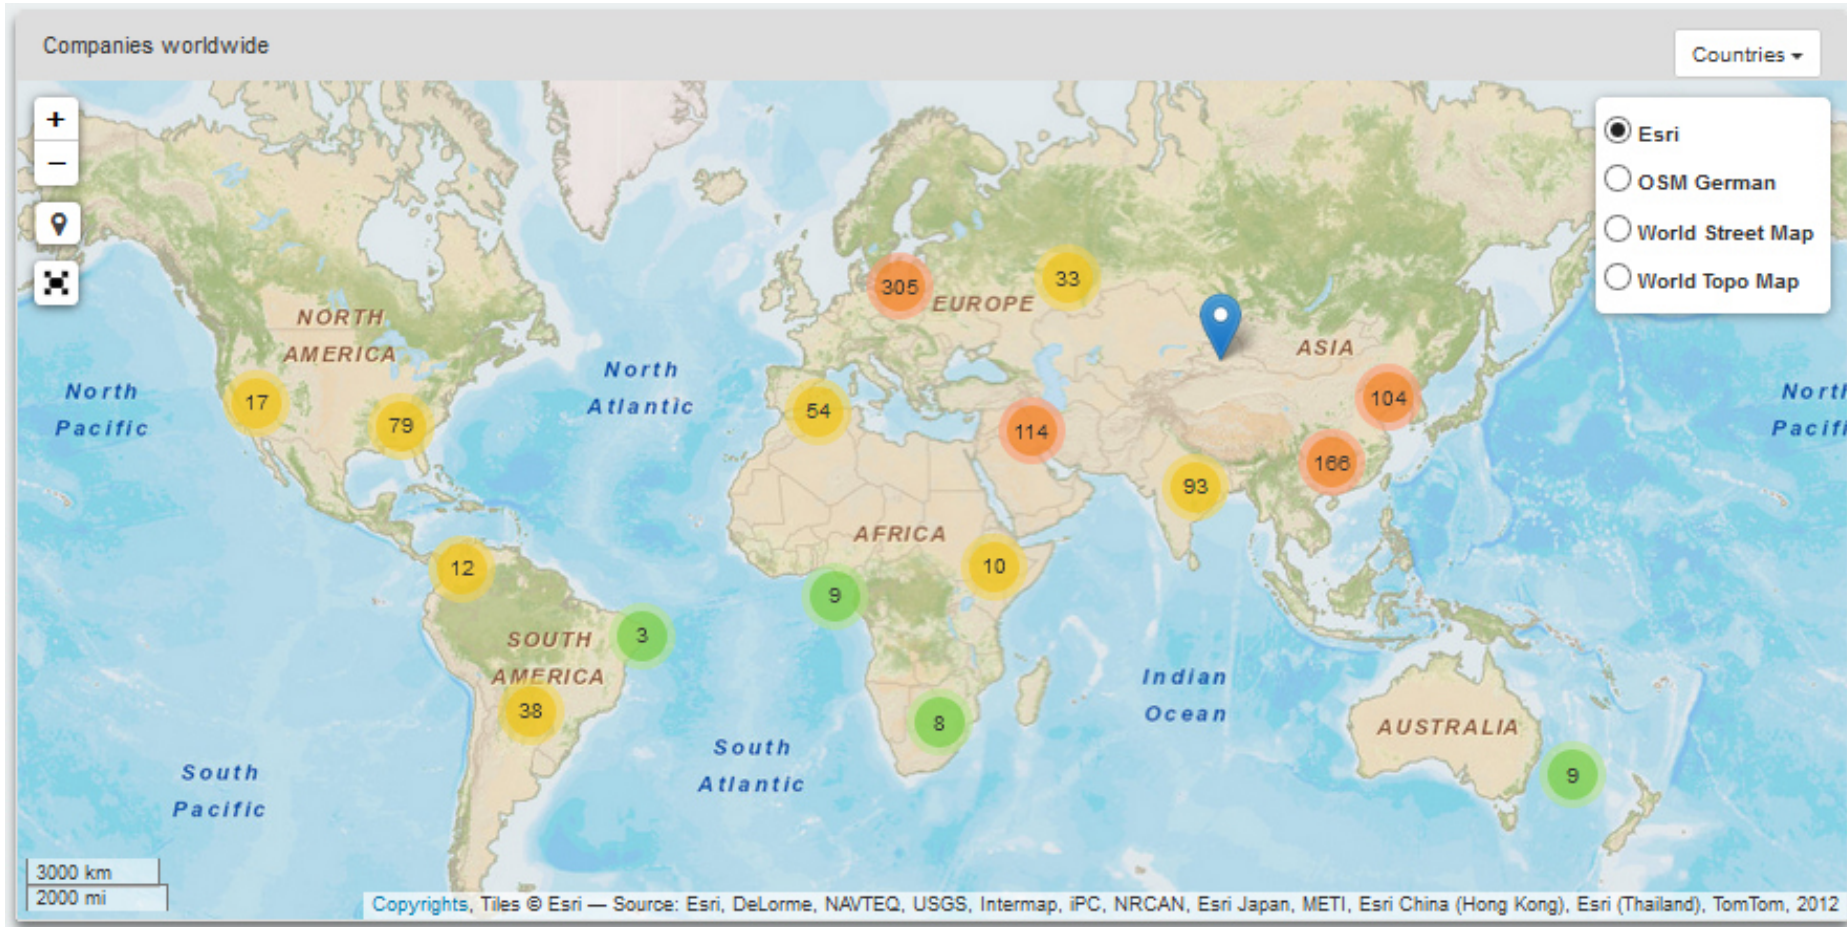 Companies worldwide
Countries
+
−
Esri
OSM German
World Street Map
World Topo Map
305
33
EUROPE
NORTH
AMERICA
ASIA
North
Atlantic
North
Pacific
North
Pacifi
17
79
54
114
104
166
93
AFRICA
12
10
9
3
SOUTH
AMERICA
38
8
Indian
Ocean
AUSTRALIA
9
South
Atlantic
South
Pacific
3000 km
2000 mi
Copyrights, Tiles © Esri — Source: Esri, DeLorme, NAVTEQ, USGS, Intermap, iPC, NRCAN, Esri Japan, METI, Esri China (Hong Kong), Esri (Thailand), TomTom, 2012